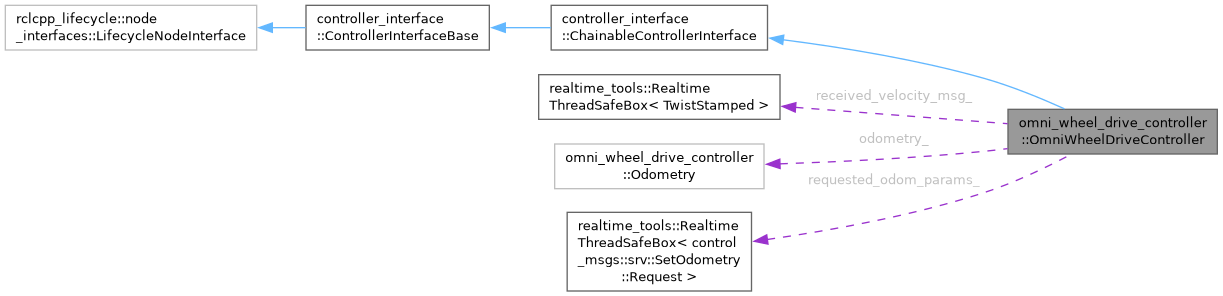 rclcpp_lifecycle::node
_interfaces::LifecycleNodeInterface
controller_interface
::ControllerInterfaceBase
controller_interface
::ChainableControllerInterface
realtime_tools::Realtime
ThreadSafeBox< TwistStamped >
received_velocity_msg_
omni_wheel_drive_controller
::OmniWheelDriveController
odometry_
omni_wheel_drive_controller
::Odometry
requested_odom_params_
realtime_tools::Realtime
ThreadSafeBox< control
_msgs::srv::SetOdometry
::Request >